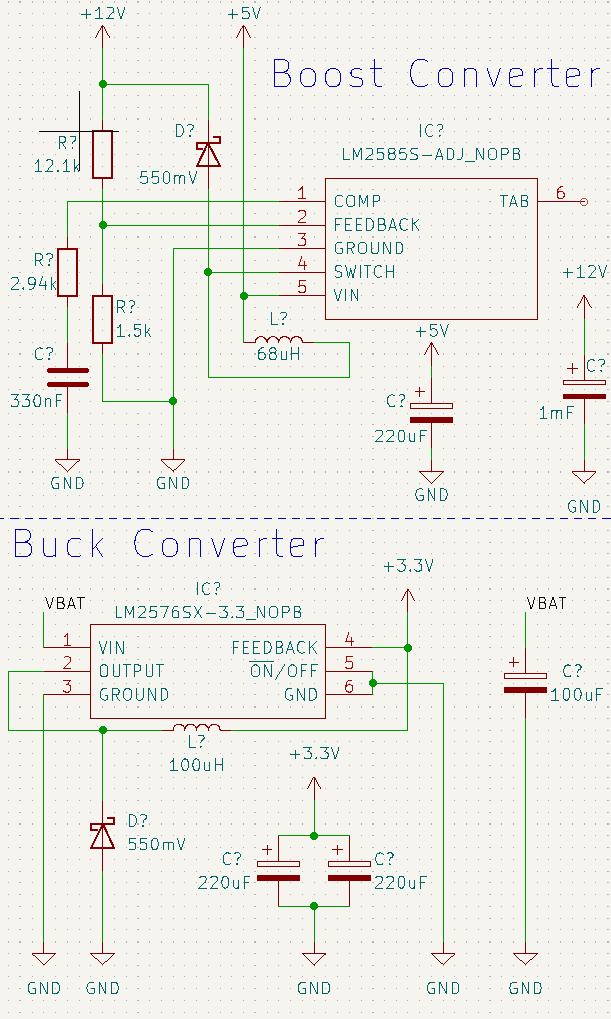 +12V
+5V
Boost Converter
R?
12.1k
D?
550mV
IC?
LM2585S-ADJ_NOPB
1
COMP
2
FEEDBACK
3
GROUND
4
SWITCH
5
VIN
TAB
6
R?
2.94k
R?
1.5k
C?
330nF
L?
68uH
+5V
C?
220uF
+12V
C?
1mF
GND
GND
GND
GND
Buck Converter
+3.3V
IC?
LM2576SX-3.3_NOPB
VBAT
1
VIN
2
OUTPUT
3
GROUND
FEEDBACK
4
ON/OFF
5
GND
6
VBAT
C?
100uF
L?
100uH
+3.3V
D?
550mV
C?
220uF
C?
220uF
GND
GND
GND
GND
GND